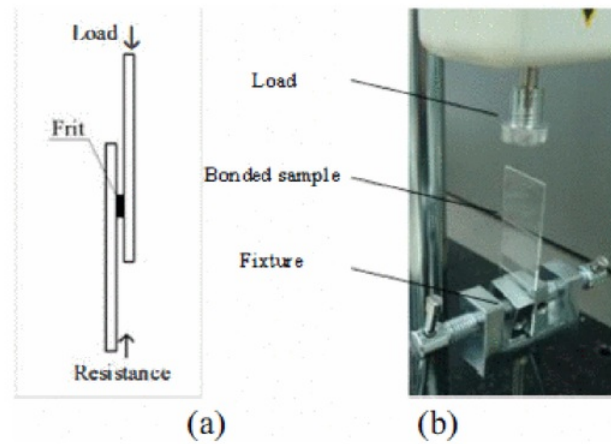 Load
Frit
Resistance
Load
Bonded sample
Fixture
(a)
(b)